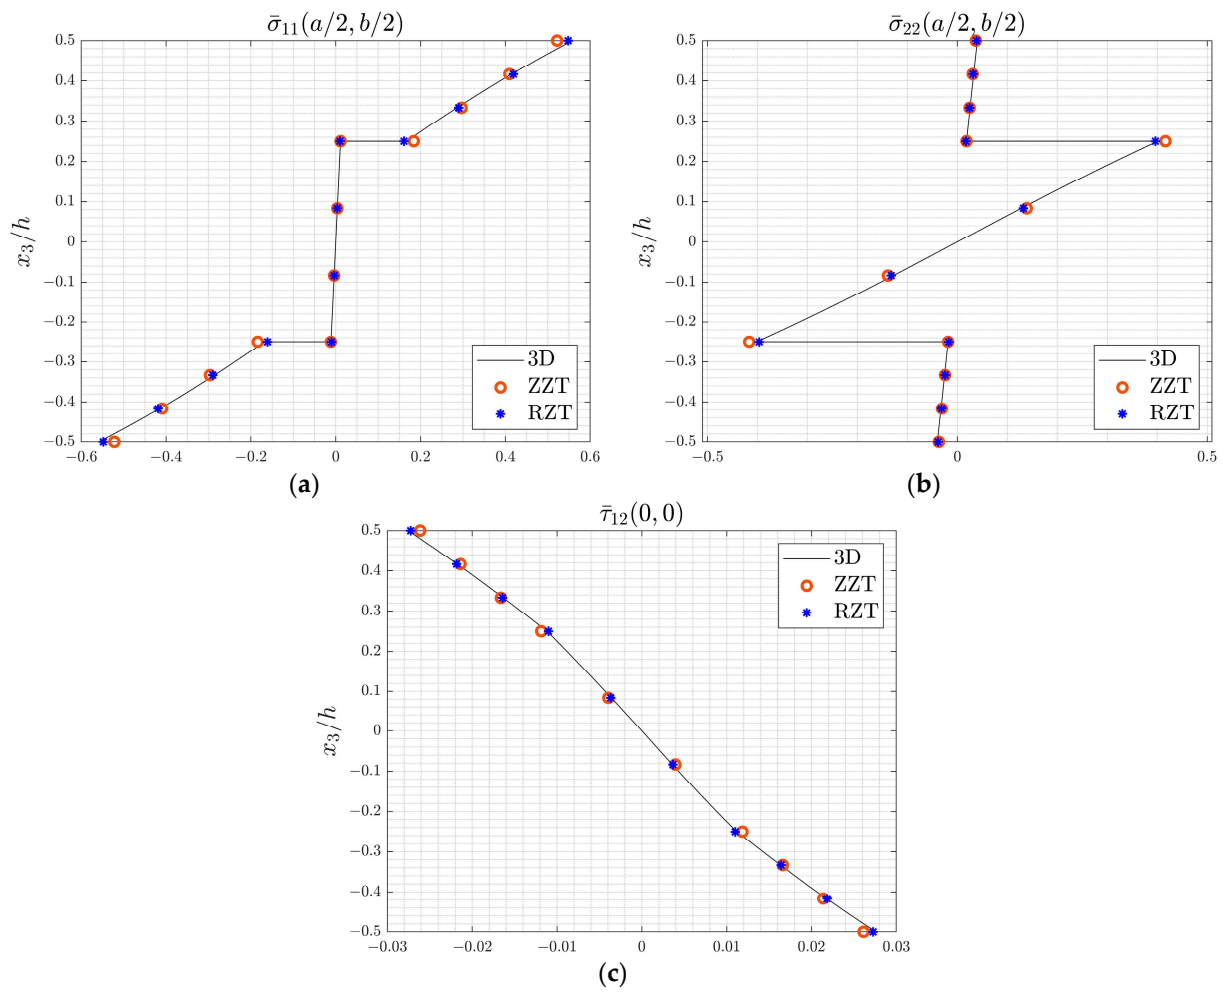 σ̄₁₁(a/2, b/2)
0.5
0.4
0.3
0.2
0.1
0
−0.1
−0.2
−0.3
−0.4
−0.5
x₃/h
−0.6 −0.4 −0.2 0 0.2 0.4 0.6
3D
ZZT
RZT
(a)
σ̄₂₂(a/2, b/2)
0.5
0.4
0.3
0.2
0.1
0
−0.1
−0.2
−0.3
−0.4
−0.5
x₃/h
−0.5 0 0.5
3D
ZZT
RZT
(b)
τ̄₁₂(0, 0)
0.5
0.4
0.3
0.2
0.1
0
−0.1
−0.2
−0.3
−0.4
−0.5
x₃/h
−0.03 −0.02 −0.01 0 0.01 0.02 0.03
3D
ZZT
RZT
(c)